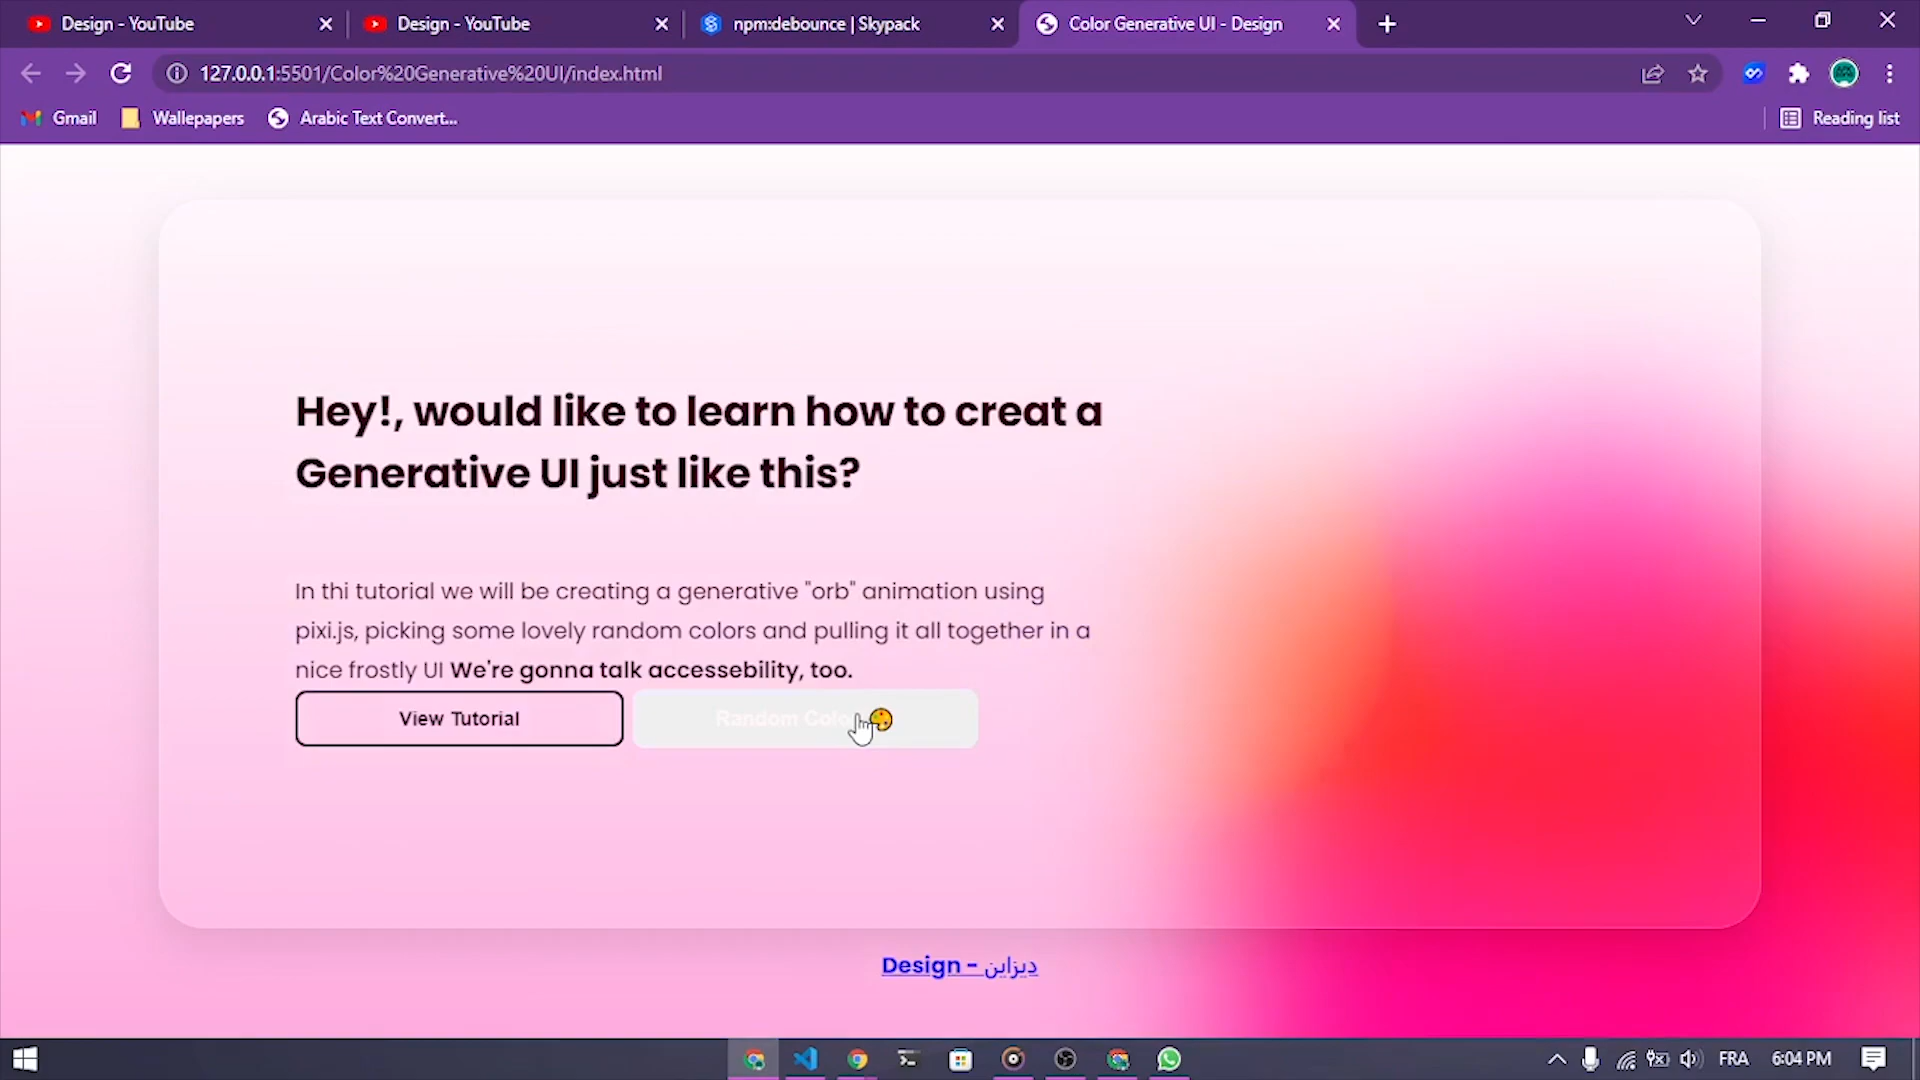 Design - YouTube
Design - YouTube
npm:debounce | Skypack
Color Generative UI - Design
127.0.0.1:5501/Color%20Generative%20UI/index.html
Gmail
Wallepapers
Arabic Text Convert...
Reading list
Hey!, would like to learn how to creat a
Generative UI just like this?
In thi tutorial we will be creating a generative "orb" animation using
pixi.js, picking some lovely random colors and pulling it all together in a
nice frostly UI We're gonna talk accessebility, too.
View Tutorial
Random
Design - ديزاين
FRA
6:04 PM